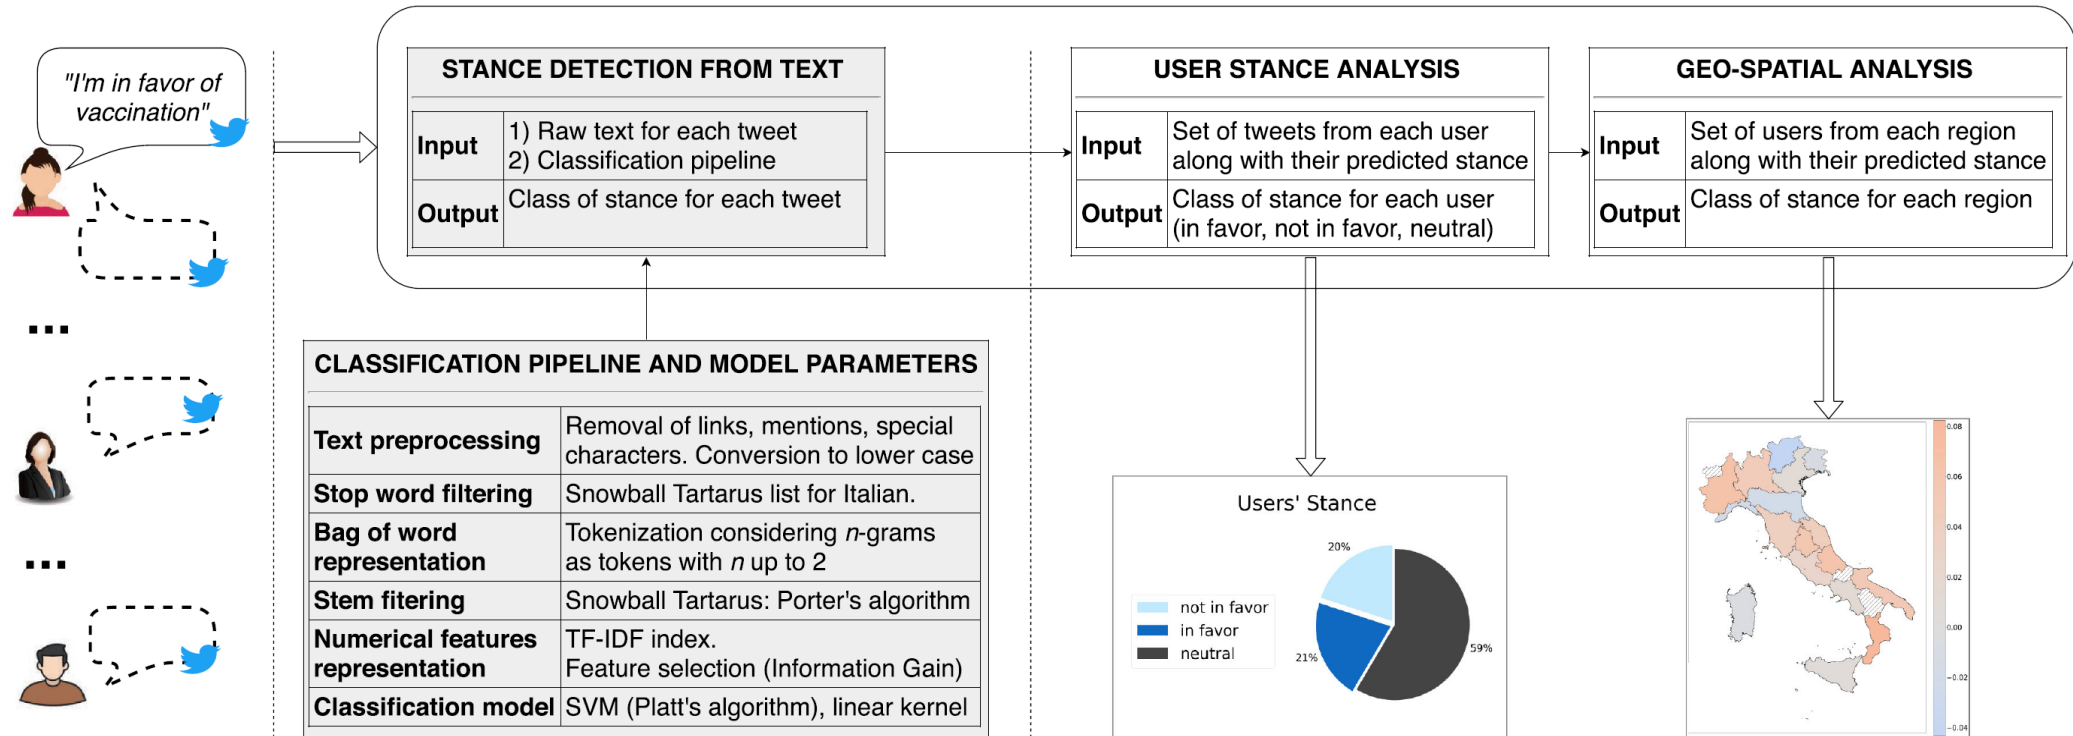 "I'm in favor of
vaccination"
...
...
STANCE DETECTION FROM TEXT
Input
1) Raw text for each tweet
2) Classification pipeline
Output
Class of stance for each tweet
CLASSIFICATION PIPELINE AND MODEL PARAMETERS
Text preprocessing
Removal of links, mentions, special
characters. Conversion to lower case
Stop word filtering
Snowball Tartarus list for Italian.
Bag of word
representation
Tokenization considering n-grams
as tokens with n up to 2
Stem fitering
Snowball Tartarus: Porter's algorithm
Numerical features
representation
TF-IDF index.
Feature selection (Information Gain)
Classification model
SVM (Platt's algorithm), linear kernel
USER STANCE ANALYSIS
Input
Set of tweets from each user
along with their predicted stance
Output
Class of stance for each user
(in favor, not in favor, neutral)
GEO-SPATIAL ANALYSIS
Input
Set of users from each region
along with their predicted stance
Output
Class of stance for each region
Users' Stance
20%
21%
59%
not in favor
in favor
neutral
0.08
0.06
0.04
0.02
0.00
−0.02
−0.04